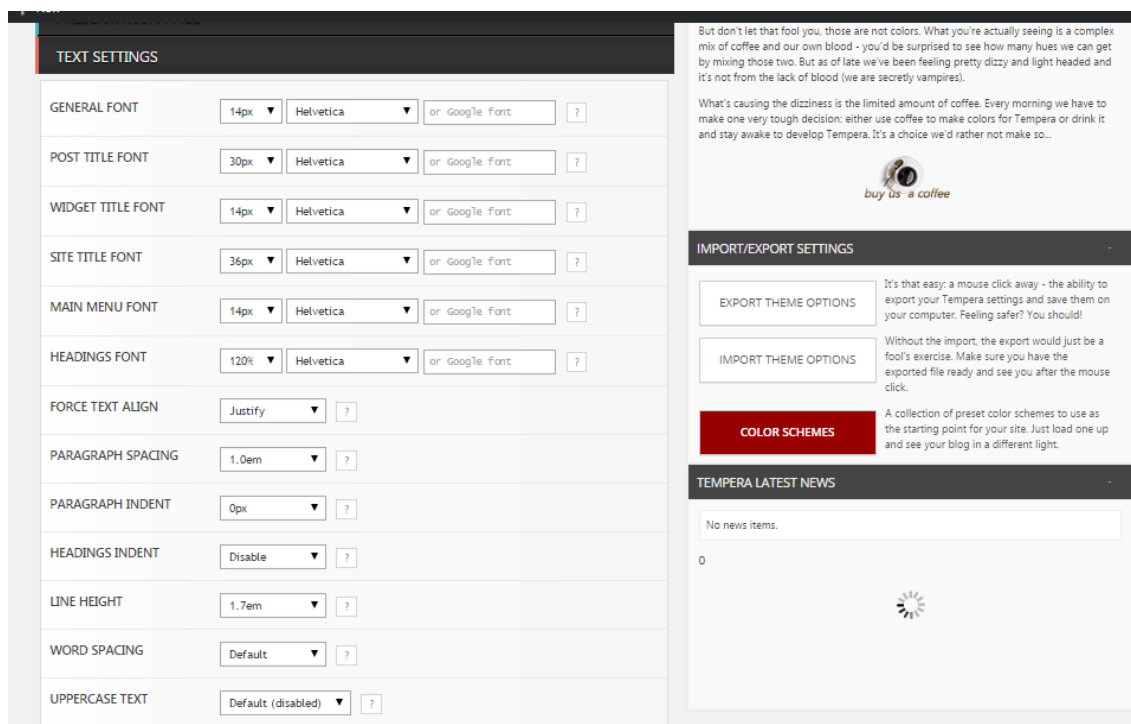 TEXT SETTINGS
GENERAL FONT 14px ▼ Helvetica ▼ or Google font ?
POST TITLE FONT 30px ▼ Helvetica ▼ or Google font ?
WIDGET TITLE FONT 14px ▼ Helvetica ▼ or Google font ?
SITE TITLE FONT 36px ▼ Helvetica ▼ or Google font ?
MAIN MENU FONT 14px ▼ Helvetica ▼ or Google font ?
HEADINGS FONT 120% ▼ Helvetica ▼ or Google font ?
FORCE TEXT ALIGN Justify ▼ ?
PARAGRAPH SPACING 1.0em ▼ ?
PARAGRAPH INDENT 0px ▼ ?
HEADINGS INDENT Disable ▼ ?
LINE HEIGHT 1.7em ▼ ?
WORD SPACING Default ▼ ?
UPPERCASE TEXT Default (disabled) ▼ ?
But don't let that fool you, those are not colors. What you're actually seeing is a complex
mix of coffee and our own blood - you'd be surprised to see how many hues we can get
by mixing those two. But as of late we've been feeling pretty dizzy and light headed and
it's not from the lack of blood (we are secretly vampires).
What's causing the dizziness is the limited amount of coffee. Every morning we have to
make one very tough decision: either use coffee to make colors for Tempera or drink it
and stay awake to develop Tempera. It's a choice we'd rather not make so...
buy us a coffee
IMPORT/EXPORT SETTINGS -
EXPORT THEME OPTIONS
It's that easy: a mouse click away - the ability to
export your Tempera settings and save them on
your computer. Feeling safer? You should!
IMPORT THEME OPTIONS
Without the import, the export would just be a
fool's exercise. Make sure you have the
exported file ready and see you after the mouse
click.
COLOR SCHEMES
A collection of preset color schemes to use as
the starting point for your site. Just load one up
and see your blog in a different light.
TEMPERA LATEST NEWS -
No news items.
0